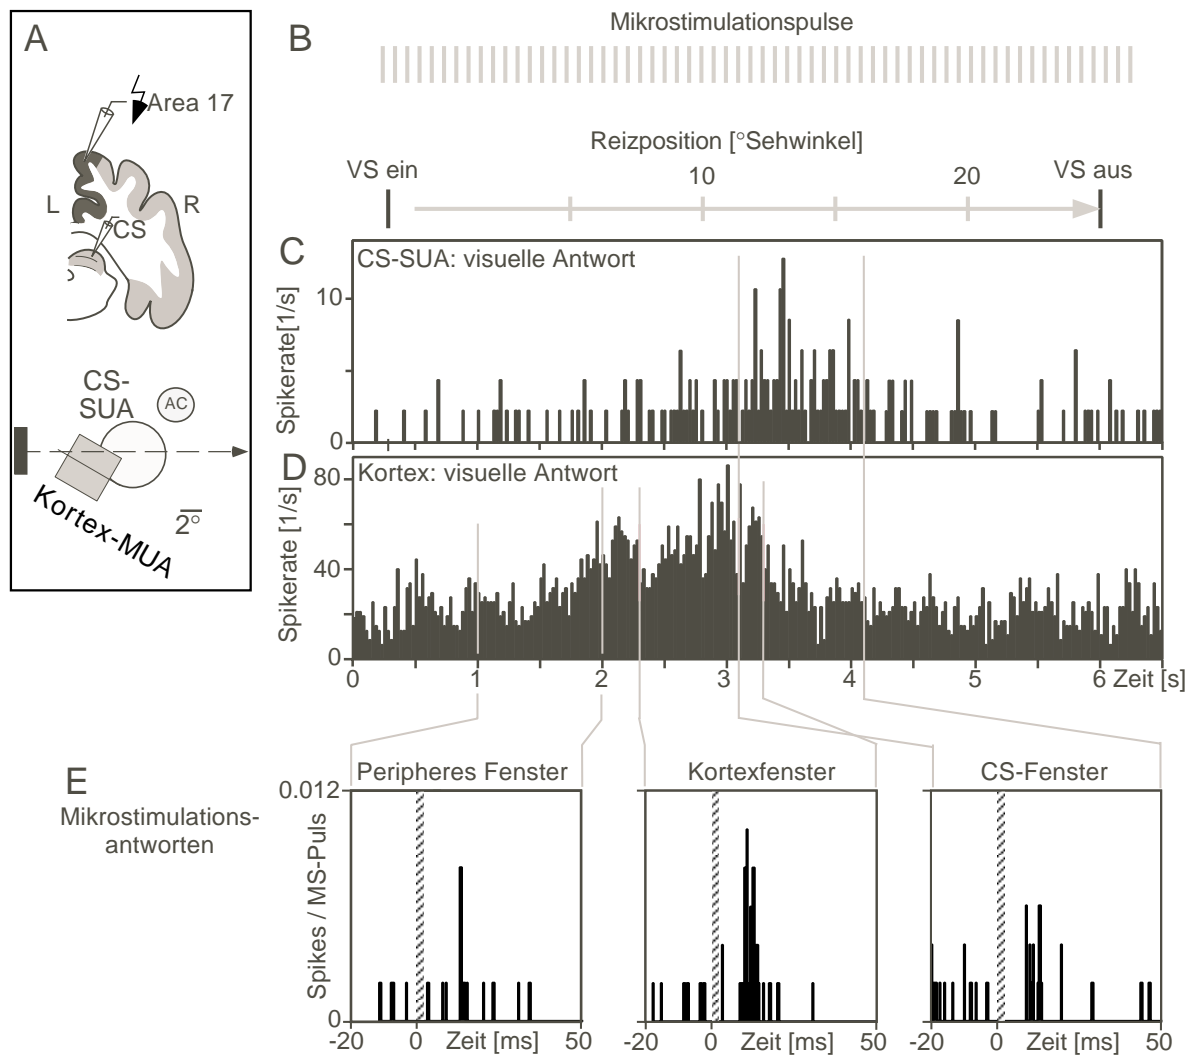 A
Area 17
L
R
CS
CS-
SUA
AC
Kortex-MUA
2°
B
Mikrostimulationspulse
Reizposition [°Sehwinkel]
VS ein
10
20
VS aus
C
CS-SUA: visuelle Antwort
Spikerate[1/s]
10
0
D
Kortex: visuelle Antwort
Spikerate [1/s]
80
40
0
0 1 2 3 4 5 6 Zeit [s]
E
Mikrostimulations-
antworten
Peripheres Fenster
Kortexfenster
CS-Fenster
0.012
Spikes / MS-Puls
0
-20 0 Zeit [ms] 50
-20 0 Zeit [ms] 50
-20 0 Zeit [ms] 50